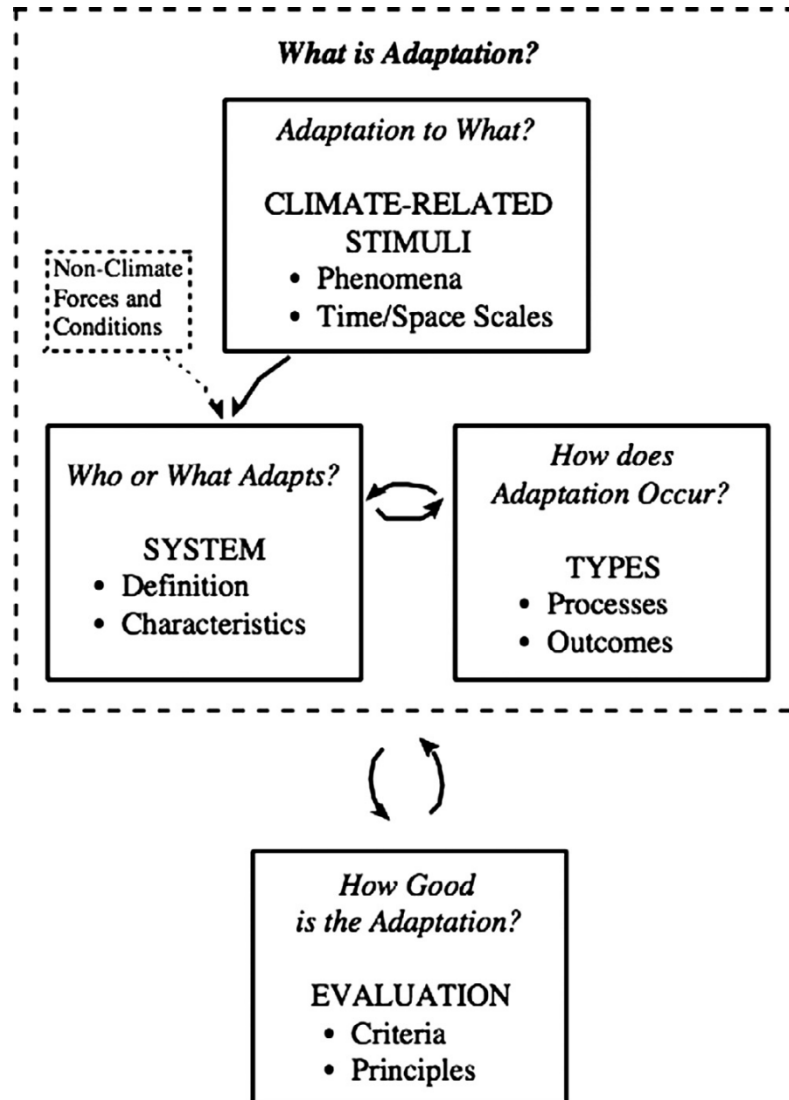 What is Adaptation?
Adaptation to What?
CLIMATE-RELATED
STIMULI
• Phenomena
• Time/Space Scales
Non-Climate
Forces and
Conditions
Who or What Adapts?
SYSTEM
• Definition
• Characteristics
How does
Adaptation Occur?
TYPES
• Processes
• Outcomes
How Good
is the Adaptation?
EVALUATION
• Criteria
• Principles